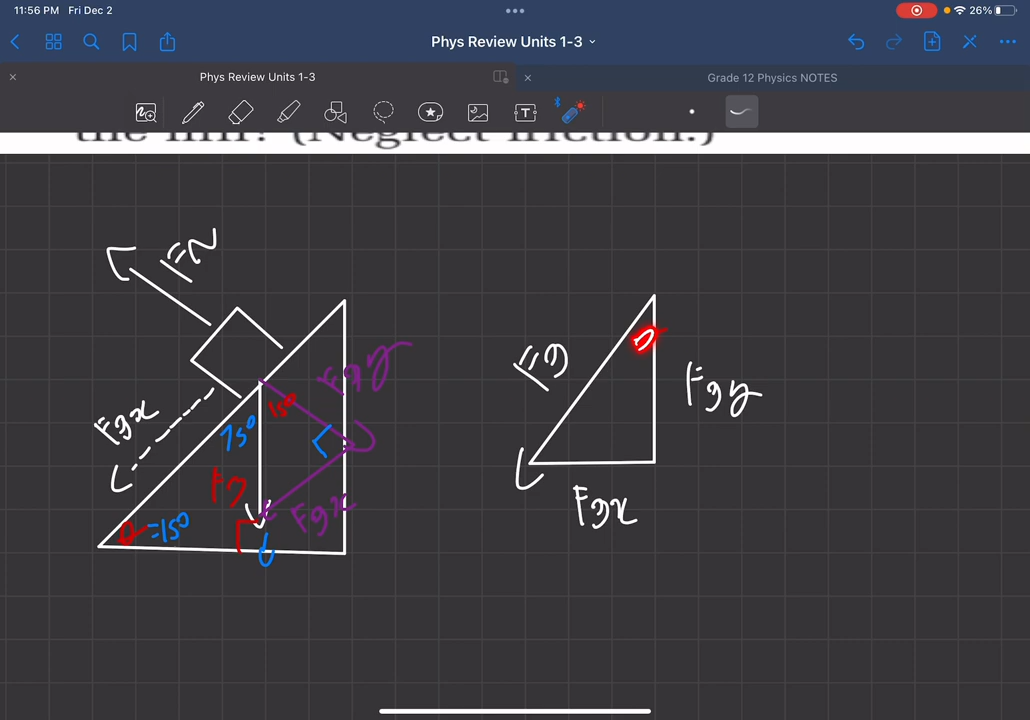 11:56 PM Fri Dec 2
26%
Phys Review Units 1-3
Phys Review Units 1-3
Grade 12 Physics NOTES
the hill? (Neglect friction.)
FN
Fgy
Fgx
15°
75°
Fg
Fgx
=15°
Fg
Fgy
Fgx